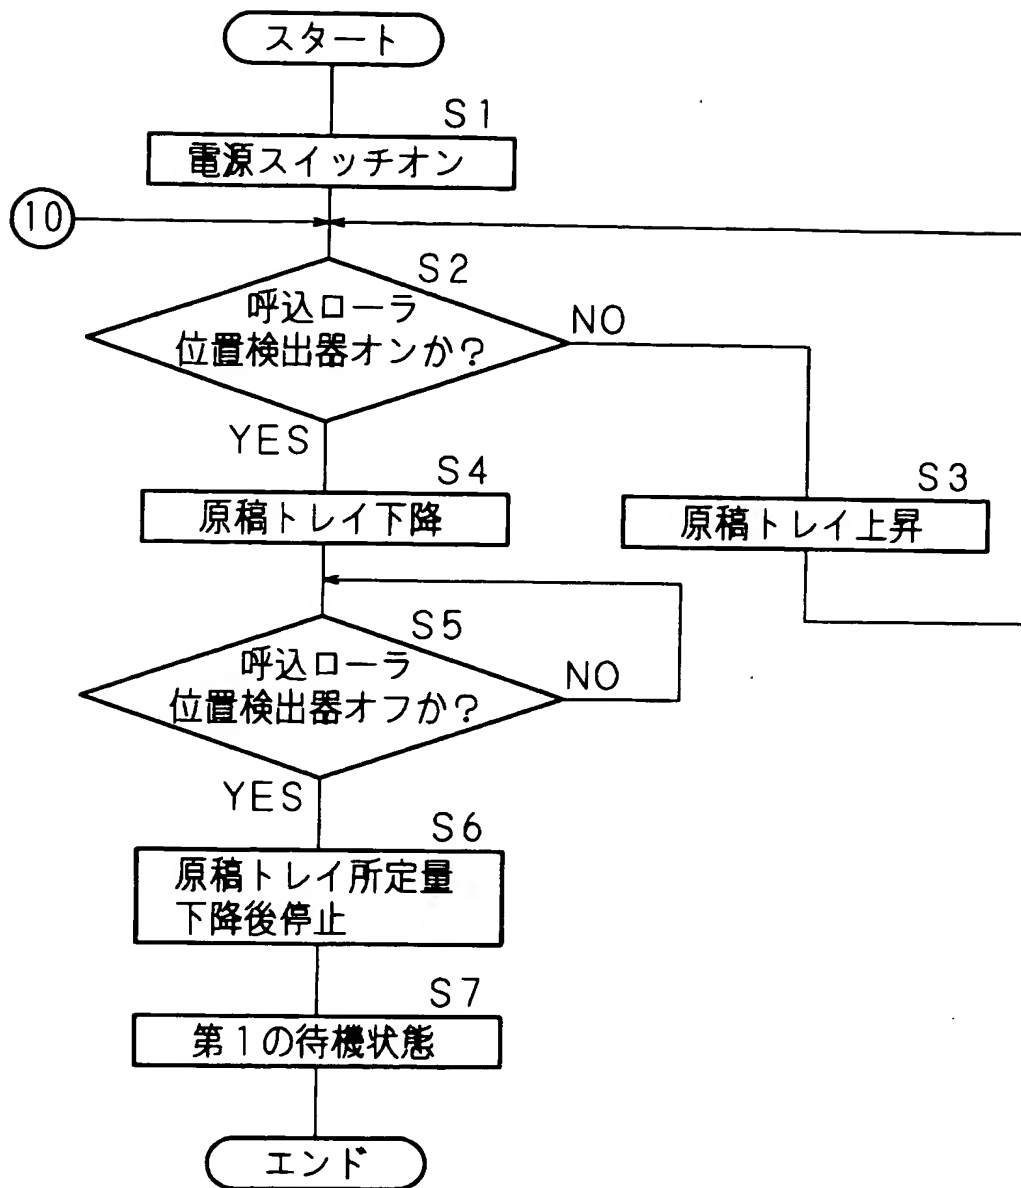 スタート
S1
電源スイッチオン
10
S2
呼込ローラ
位置検出器オンか?
NO
YES
S4
原稿トレイ下降
S3
原稿トレイ上昇
S5
呼込ローラ
位置検出器オフか?
NO
YES
S6
原稿トレイ所定量
下降後停止
S7
第1の待機状態
エンド